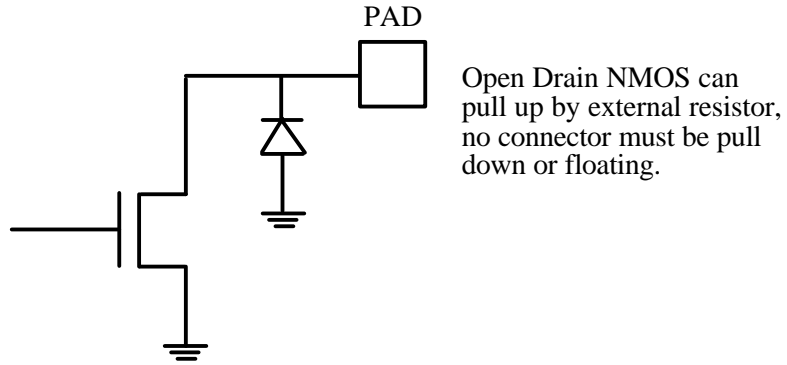 PAD
Open Drain NMOS can
pull up by external resistor,
no connector must be pull
down or floating.